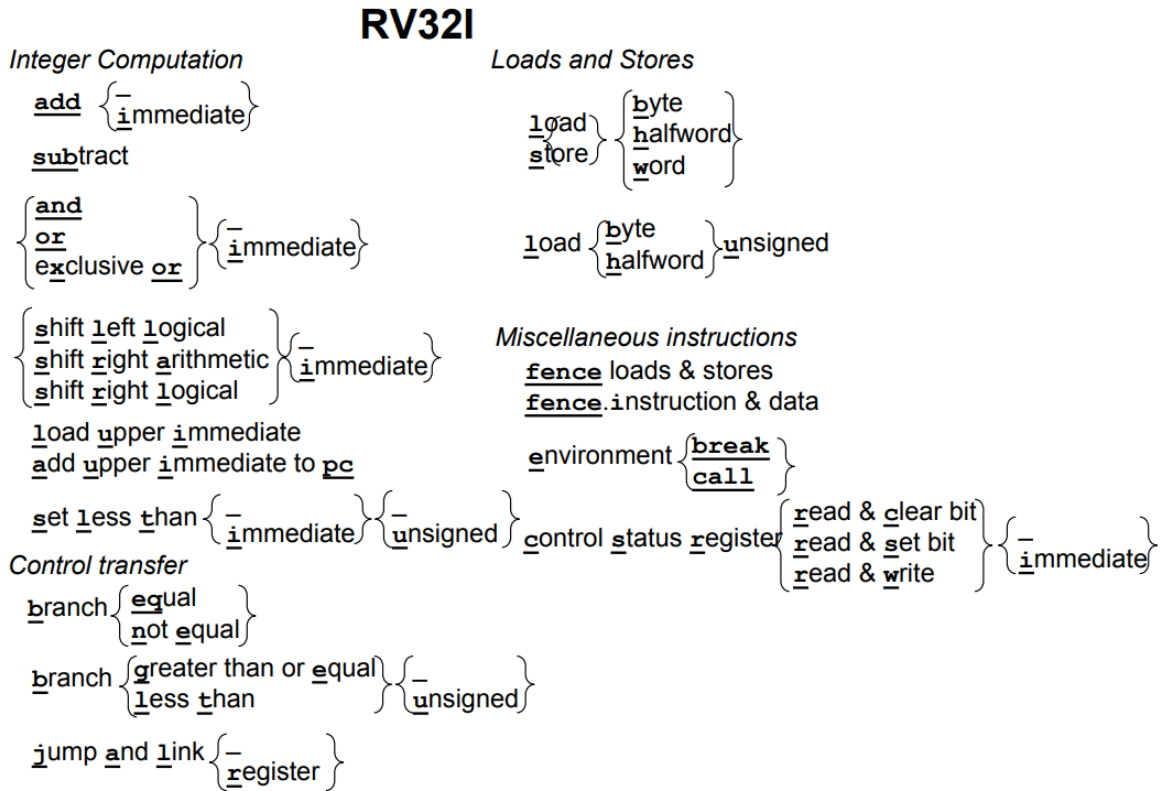 RV32I
Integer Computation
add { _ immediate }
subtract
{ and
or
exclusive or } { _ immediate }
{ shift left logical
shift right arithmetic
shift right logical } { _ immediate }
load upper immediate
add upper immediate to pc
set less than { _ immediate } { _ unsigned }
Control transfer
branch { equal
not equal }
branch { greater than or equal
less than } { _ unsigned }
jump and link { _ register }
Loads and Stores
{ load
store } { byte
halfword
word }
load { byte
halfword } unsigned
Miscellaneous instructions
fence loads & stores
fence.instruction & data
environment { break
call }
control status register { read & clear bit
read & set bit
read & write } { _ immediate }